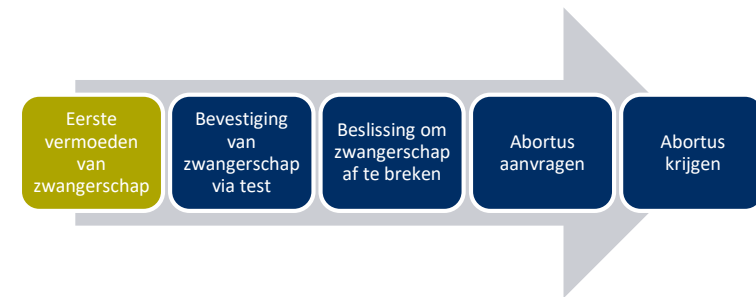 Eerste
vermoeden
van
zwangerschap
Bevestiging
van
zwangerschap
via test
Beslissing om
zwangerschap
af te breken
Abortus
aanvragen
Abortus
krijgen